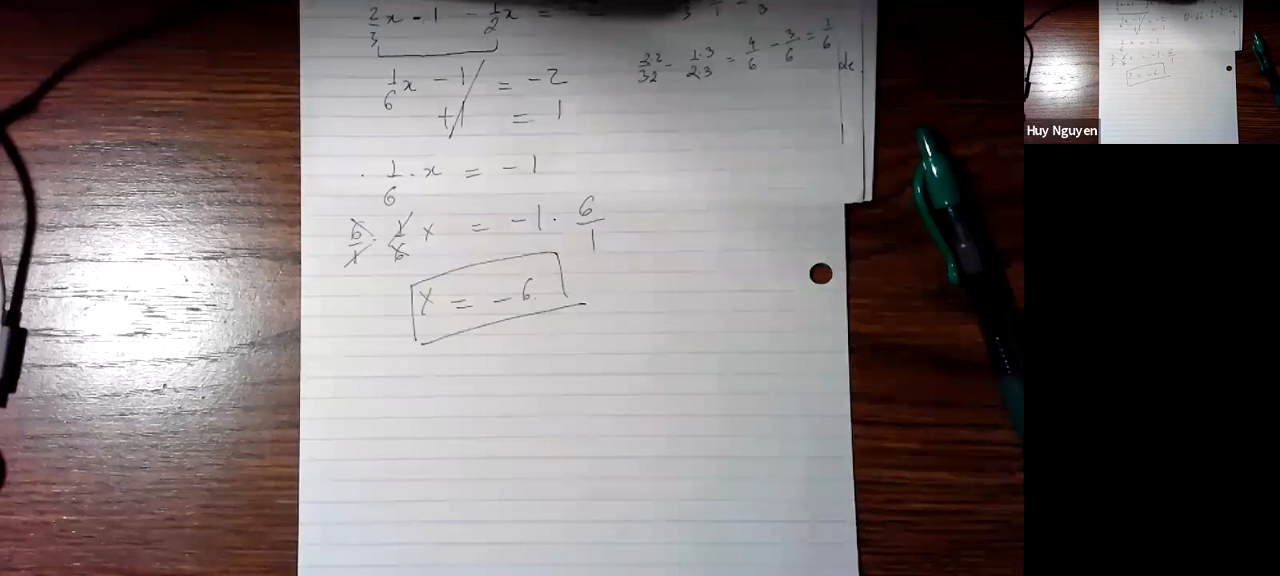 2/3 x - 1 - 1/2 x =
2·2/3·2 - 1·3/2·3 = 4/6 - 3/6 = 1/6
1/6 x - 1 = -2
+1 = 1
1/6 · x = -1
6/1 · 1/6 x = -1 · 6/1
x = -6
Huy Nguyen